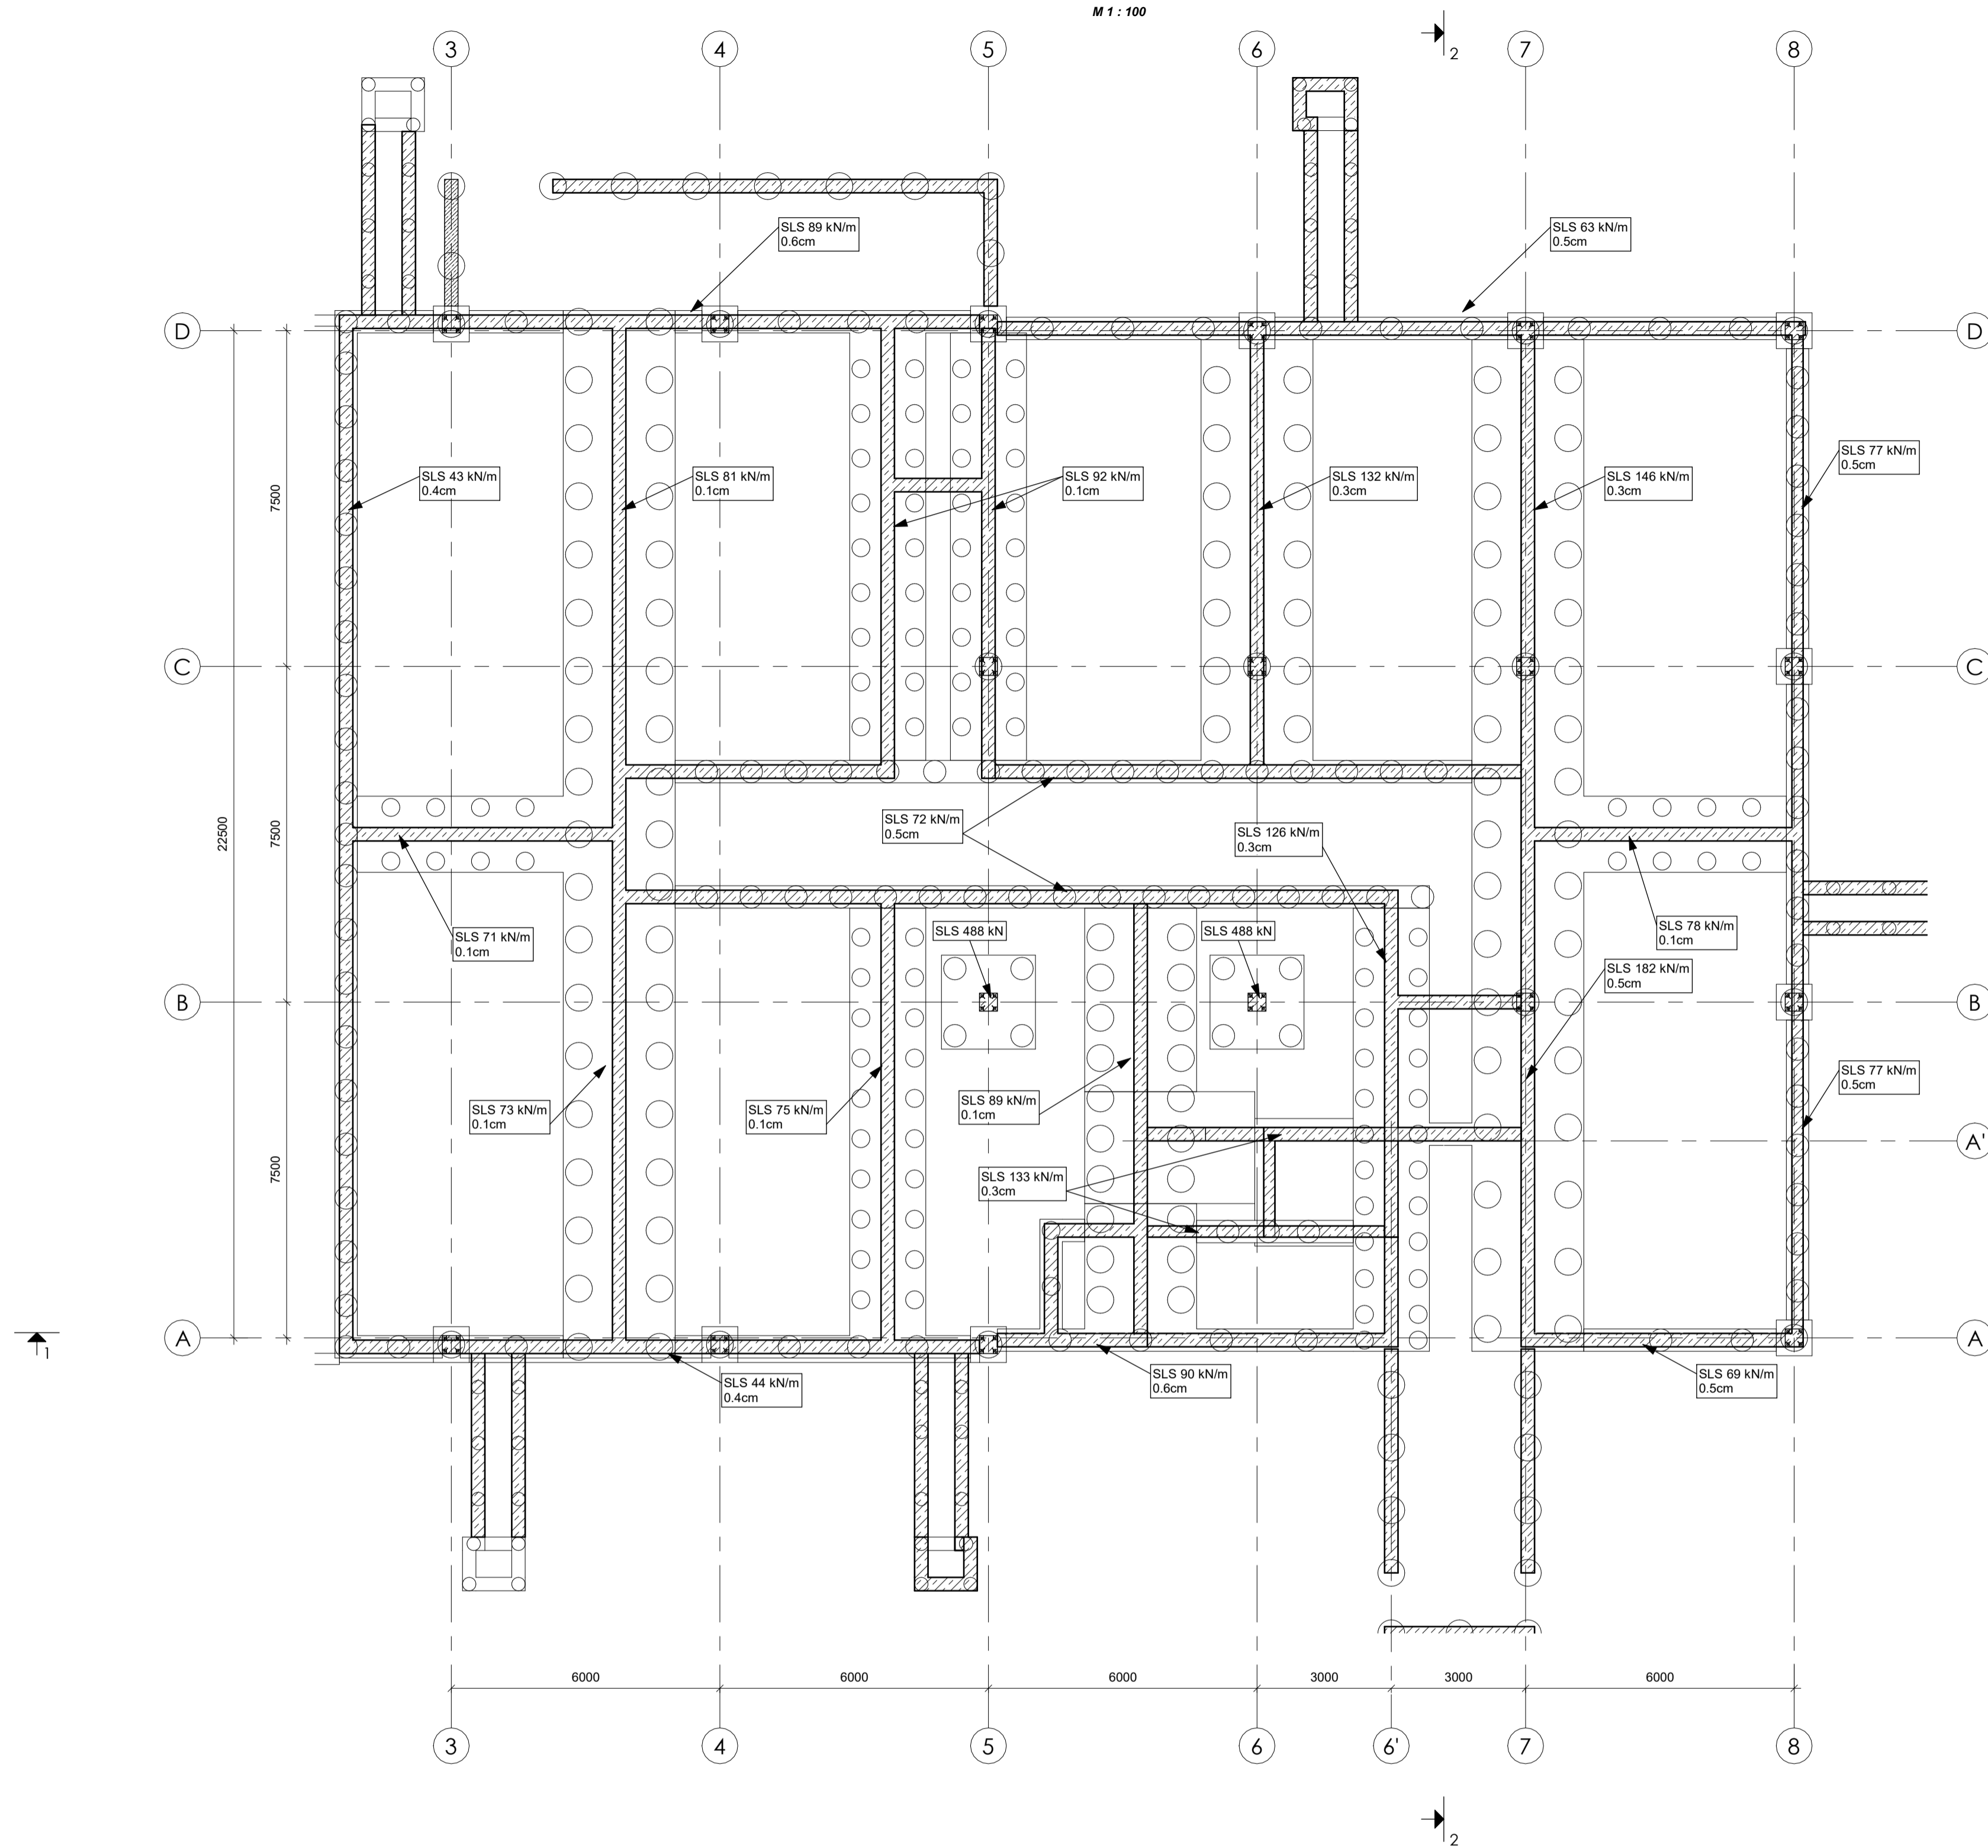 M 1 : 100
2
3
4
5
6
7
8
SLS 89 kN/m
0.6cm
SLS 63 kN/m
0.5cm
D
D
SLS 43 kN/m
0.4cm
SLS 81 kN/m
0.1cm
SLS 92 kN/m
0.1cm
SLS 132 kN/m
0.3cm
SLS 146 kN/m
0.3cm
SLS 77 kN/m
0.5cm
7500
C
C
22500
7500
SLS 72 kN/m
0.5cm
SLS 126 kN/m
0.3cm
SLS 71 kN/m
0.1cm
SLS 488 kN
SLS 488 kN
SLS 78 kN/m
0.1cm
SLS 182 kN/m
0.5cm
B
B
SLS 73 kN/m
0.1cm
SLS 75 kN/m
0.1cm
SLS 89 kN/m
0.1cm
SLS 77 kN/m
0.5cm
A'
7500
SLS 133 kN/m
0.3cm
1
A
A
SLS 44 kN/m
0.4cm
SLS 90 kN/m
0.6cm
SLS 69 kN/m
0.5cm
6000
6000
6000
3000
3000
6000
3
4
5
6
6'
7
8
2